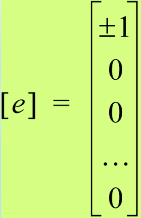 [e] = [±1
0
0
...
0]